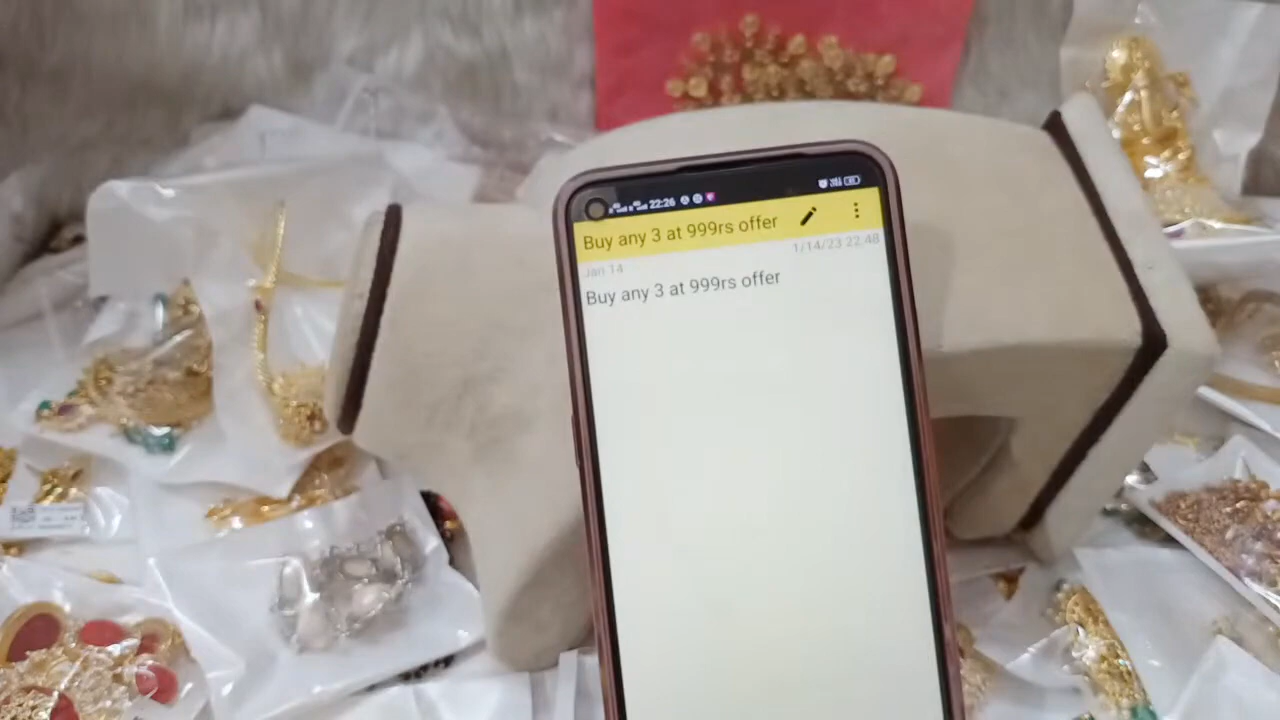 22:26
Buy any 3 at 999rs offer
Jan 14
1/14/23 22:48
Buy any 3 at 999rs offer